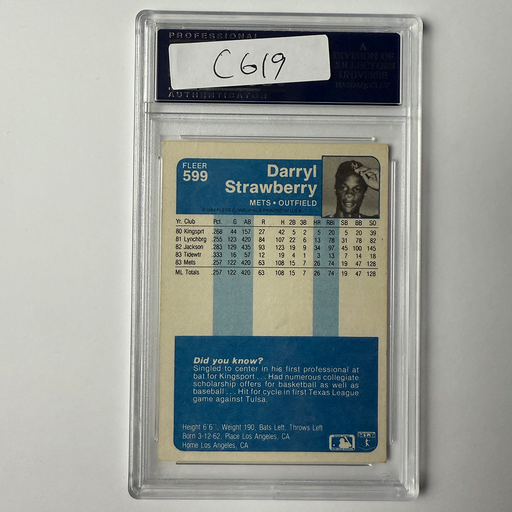 PROFESSIONAL
C619
AUTHENTICATOR
FLEER
599
Darryl
Strawberry
METS • OUTFIELD
Yr. Club Pct. G AB R H 2B 3B HR RBI SB BB SO
80 Kingsprt .268 44 157 27 42 5 2 5 20 5 20 39
81 Lynchbrg .255 123 420 84 107 22 6 13 78 31 78 82
82 Jackson .283 129 435 93 123 19 9 34 97 45 100 145
83 Tidewtr .333 16 57 12 19 4 1 3 13 7 14 18
83 Mets .257 122 420 63 108 15 7 26 74 19 47 128
ML Totals .257 122 420 63 108 15 7 26 74 19 47 128
Did you know?
Singled to center in his first professional at
bat for Kingsport . . . Had numerous collegiate
scholarship offers for basketball as well as
baseball . . . Hit for cycle in first Texas League
game against Tulsa.
Height 6'6", Weight 190, Bats Left, Throws Left
Born 3-12-62, Place Los Angeles, CA
Home Los Angeles, CA